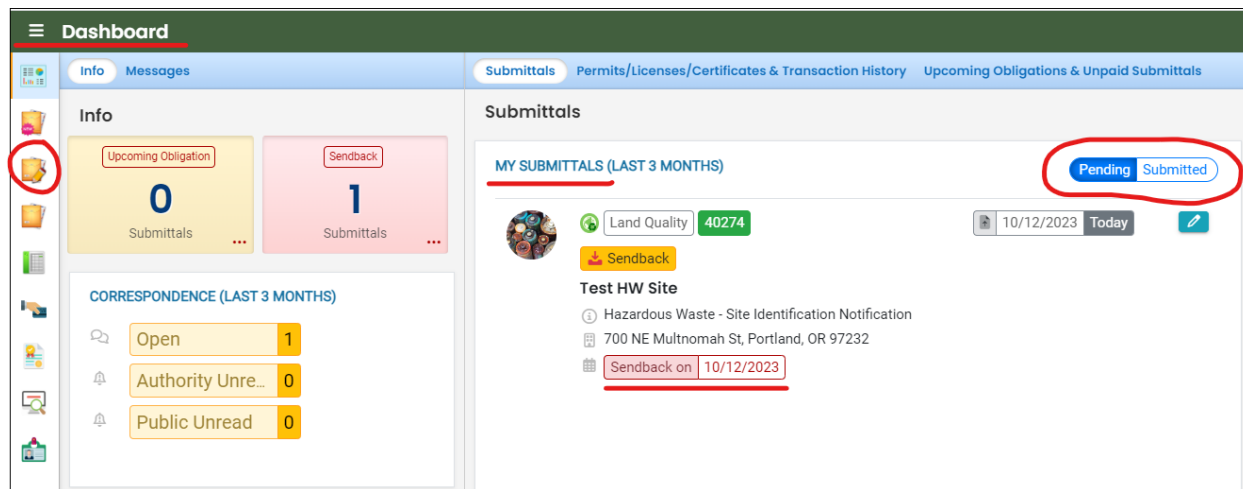 Dashboard
Info Messages
Submittals Permits/Licenses/Certificates & Transaction History Upcoming Obligations & Unpaid Submittals
Info
Upcoming Obligation
0
Submittals
...
Sendback
1
Submittals
...
CORRESPONDENCE (LAST 3 MONTHS)
Open 1
Authority Unre... 0
Public Unread 0
Submittals
MY SUBMITTALS (LAST 3 MONTHS)
Pending Submitted
Land Quality 40274
10/12/2023 Today
Sendback
Test HW Site
Hazardous Waste - Site Identification Notification
700 NE Multnomah St, Portland, OR 97232
Sendback on 10/12/2023